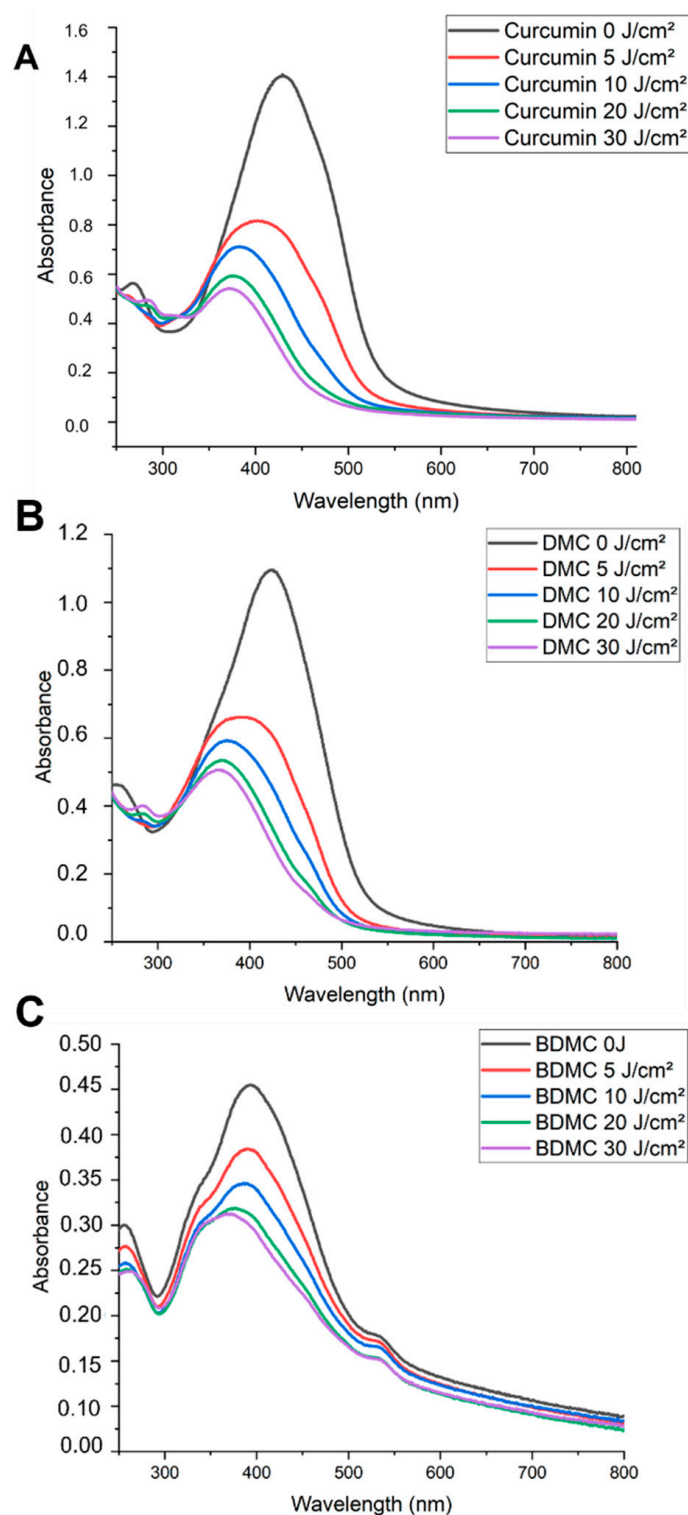 A
Curcumin 0 J/cm²
Curcumin 5 J/cm²
Curcumin 10 J/cm²
Curcumin 20 J/cm²
Curcumin 30 J/cm²
1.6
1.4
1.2
1.0
0.8
0.6
0.4
0.2
0.0
Absorbance
300 400 500 600 700 800
Wavelength (nm)
B
DMC 0 J/cm²
DMC 5 J/cm²
DMC 10 J/cm²
DMC 20 J/cm²
DMC 30 J/cm²
1.2
1.0
0.8
0.6
0.4
0.2
0.0
Absorbance
300 400 500 600 700 800
Wavelength (nm)
C
BDMC 0J
BDMC 5 J/cm²
BDMC 10 J/cm²
BDMC 20 J/cm²
BDMC 30 J/cm²
0.50
0.45
0.40
0.35
0.30
0.25
0.20
0.15
0.10
0.00
Absorbance
300 400 500 600 700 800
Wavelength (nm)